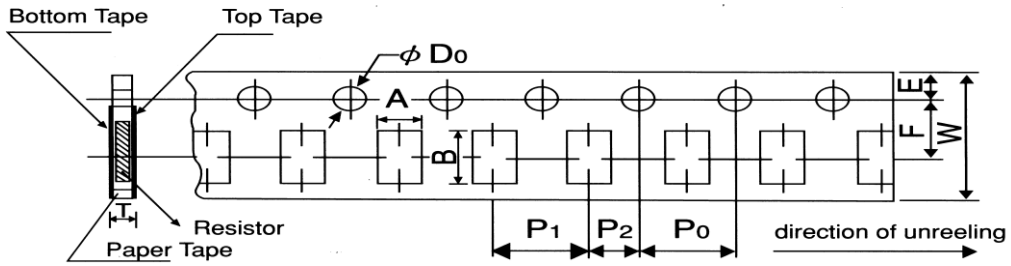 Bottom Tape
Top Tape
φ D0
A
B
E
F
W
T
Resistor
Paper Tape
P1
P2
P0
direction of unreeling